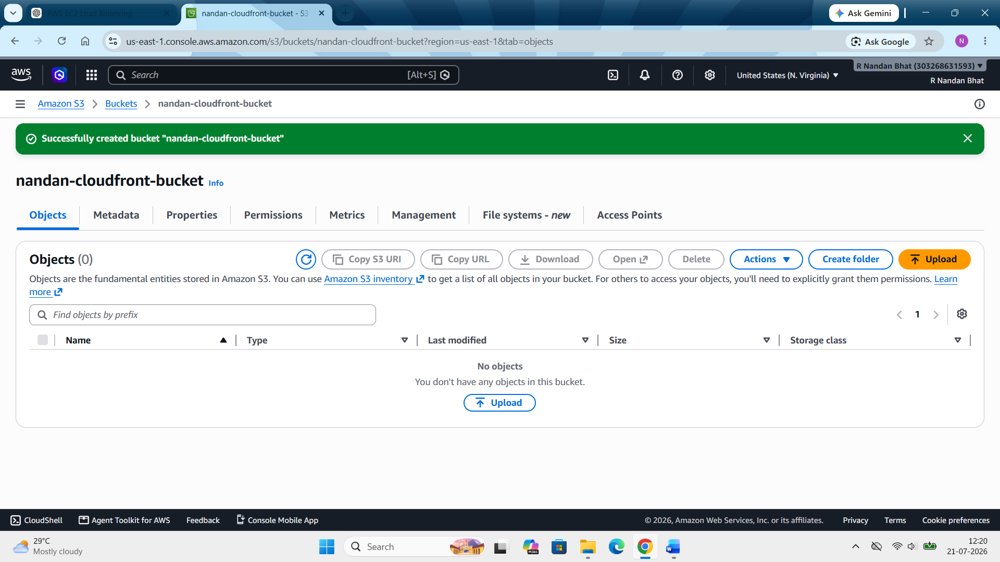 AWS EC2 Load Balancing
nandan-cloudfront-bucket - S3
Ask Gemini
us-east-1.console.aws.amazon.com/s3/buckets/nandan-cloudfront-bucket?region=us-east-1&tab=objects
Ask Google
N
aws
Search
[Alt+S]
United States (N. Virginia)
R Nandan Bhat (303268631593)
R Nandan Bhat
Amazon S3
Buckets
nandan-cloudfront-bucket
Successfully created bucket "nandan-cloudfront-bucket"
nandan-cloudfront-bucket Info
Objects
Metadata
Properties
Permissions
Metrics
Management
File systems - new
Access Points
Objects (0)
Copy S3 URI
Copy URL
Download
Open
Delete
Actions
Create folder
Upload
Objects are the fundamental entities stored in Amazon S3. You can use Amazon S3 inventory to get a list of all objects in your bucket. For others to access your objects, you'll need to explicitly grant them permissions. Learn
more
Find objects by prefix
1
Name
Type
Last modified
Size
Storage class
No objects
You don't have any objects in this bucket.
Upload
CloudShell
Agent Toolkit for AWS
Feedback
Console Mobile App
© 2026, Amazon Web Services, Inc. or its affiliates.
Privacy
Terms
Cookie preferences
29°C
Mostly cloudy
Search
M365
W
12:20
21-07-2026